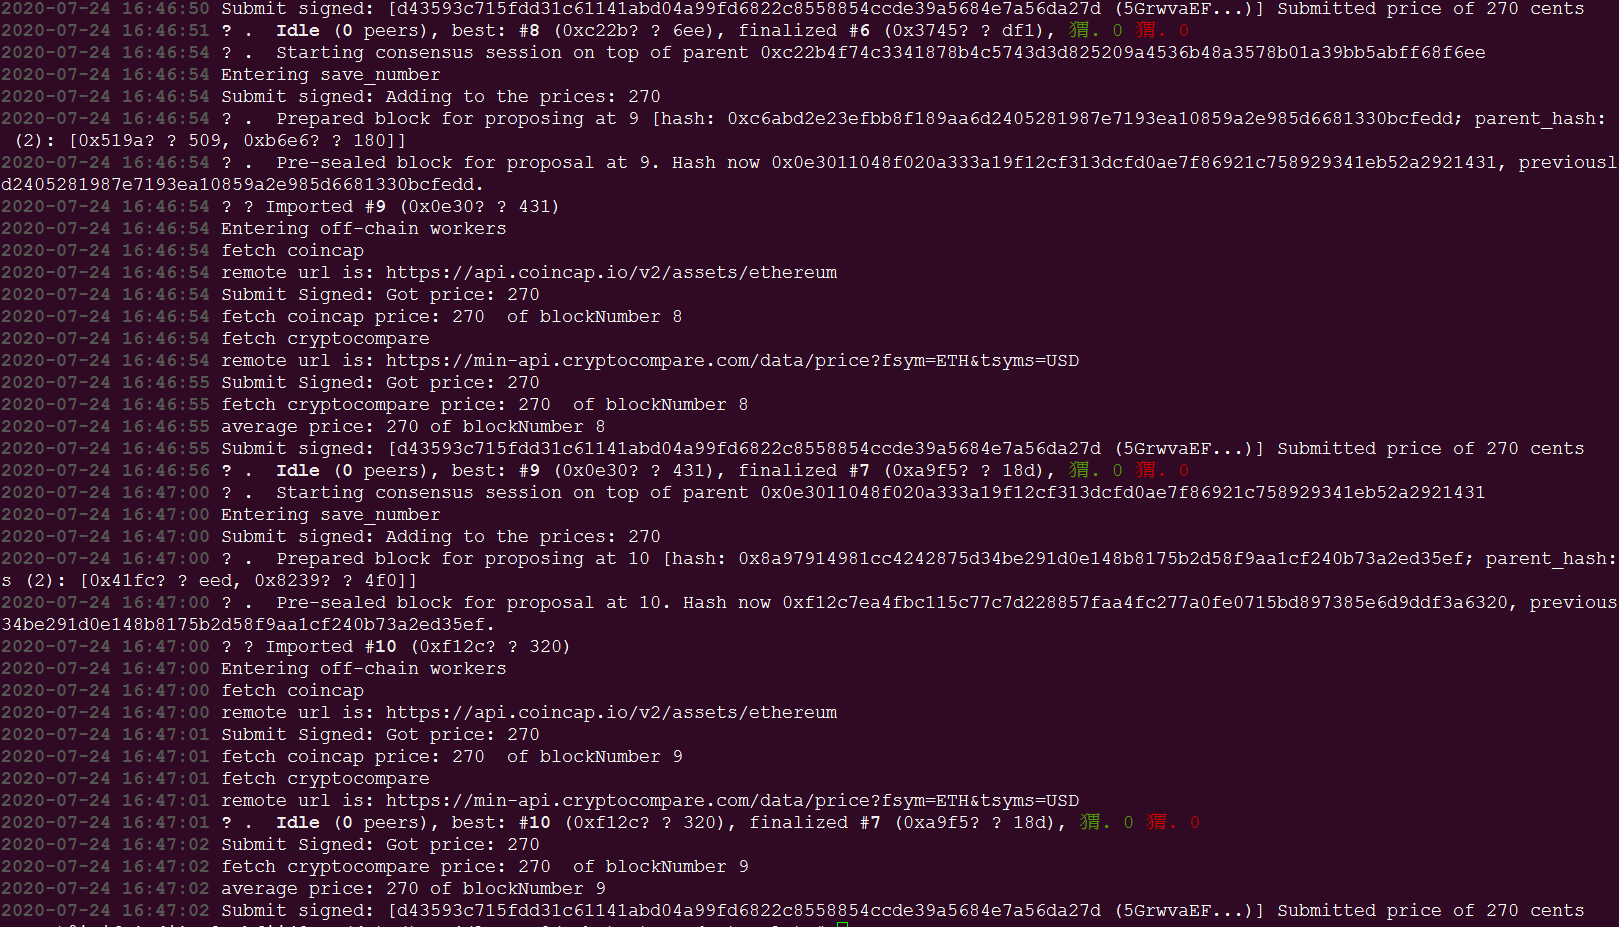 2020-07-24 16:46:50 Submit signed: [d43593c715fdd31c61141abd04a99fd6822c8558854ccde39a5684e7a56da27d (5GrwvaEF...)] Submitted price of 270 cents
2020-07-24 16:46:51 ? .  Idle (0 peers), best: #8 (0xc22b? ? 6ee), finalized #6 (0x3745? ? df1), 猬. 0 猬. 0
2020-07-24 16:46:54 ? .  Starting consensus session on top of parent 0xc22b4f74c3341878b4c5743d3d825209a4536b48a3578b01a39bb5abff68f6ee
2020-07-24 16:46:54 Entering save_number
2020-07-24 16:46:54 Submit signed: Adding to the prices: 270
2020-07-24 16:46:54 ? .  Prepared block for proposing at 9 [hash: 0xc6abd2e23efbb8f189aa6d2405281987e7193ea10859a2e985d6681330bcfedd; parent_hash:
 (2): [0x519a? ? 509, 0xb6e6? ? 180]]
2020-07-24 16:46:54 ? .  Pre-sealed block for proposal at 9. Hash now 0x0e3011048f020a333a19f12cf313dcfd0ae7f86921c758929341eb52a2921431, previousl
d2405281987e7193ea10859a2e985d6681330bcfedd.
2020-07-24 16:46:54 ? ? Imported #9 (0x0e30? ? 431)
2020-07-24 16:46:54 Entering off-chain workers
2020-07-24 16:46:54 fetch coincap
2020-07-24 16:46:54 remote url is: https://api.coincap.io/v2/assets/ethereum
2020-07-24 16:46:54 Submit Signed: Got price: 270
2020-07-24 16:46:54 fetch coincap price: 270  of blockNumber 8
2020-07-24 16:46:54 fetch cryptocompare
2020-07-24 16:46:54 remote url is: https://min-api.cryptocompare.com/data/price?fsym=ETH&tsyms=USD
2020-07-24 16:46:55 Submit Signed: Got price: 270
2020-07-24 16:46:55 fetch cryptocompare price: 270  of blockNumber 8
2020-07-24 16:46:55 average price: 270 of blockNumber 8
2020-07-24 16:46:55 Submit signed: [d43593c715fdd31c61141abd04a99fd6822c8558854ccde39a5684e7a56da27d (5GrwvaEF...)] Submitted price of 270 cents
2020-07-24 16:46:56 ? .  Idle (0 peers), best: #9 (0x0e30? ? 431), finalized #7 (0xa9f5? ? 18d), 猬. 0 猬. 0
2020-07-24 16:47:00 ? .  Starting consensus session on top of parent 0x0e3011048f020a333a19f12cf313dcfd0ae7f86921c758929341eb52a2921431
2020-07-24 16:47:00 Entering save_number
2020-07-24 16:47:00 Submit signed: Adding to the prices: 270
2020-07-24 16:47:00 ? .  Prepared block for proposing at 10 [hash: 0x8a97914981cc4242875d34be291d0e148b8175b2d58f9aa1cf240b73a2ed35ef; parent_hash:
s (2): [0x41fc? ? eed, 0x8239? ? 4f0]]
2020-07-24 16:47:00 ? .  Pre-sealed block for proposal at 10. Hash now 0xf12c7ea4fbc115c77c7d228857faa4fc277a0fe0715bd897385e6d9ddf3a6320, previous
34be291d0e148b8175b2d58f9aa1cf240b73a2ed35ef.
2020-07-24 16:47:00 ? ? Imported #10 (0xf12c? ? 320)
2020-07-24 16:47:00 Entering off-chain workers
2020-07-24 16:47:00 fetch coincap
2020-07-24 16:47:00 remote url is: https://api.coincap.io/v2/assets/ethereum
2020-07-24 16:47:01 Submit Signed: Got price: 270
2020-07-24 16:47:01 fetch coincap price: 270  of blockNumber 9
2020-07-24 16:47:01 fetch cryptocompare
2020-07-24 16:47:01 remote url is: https://min-api.cryptocompare.com/data/price?fsym=ETH&tsyms=USD
2020-07-24 16:47:01 ? .  Idle (0 peers), best: #10 (0xf12c? ? 320), finalized #7 (0xa9f5? ? 18d), 猬. 0 猬. 0
2020-07-24 16:47:02 Submit Signed: Got price: 270
2020-07-24 16:47:02 fetch cryptocompare price: 270  of blockNumber 9
2020-07-24 16:47:02 average price: 270 of blockNumber 9
2020-07-24 16:47:02 Submit signed: [d43593c715fdd31c61141abd04a99fd6822c8558854ccde39a5684e7a56da27d (5GrwvaEF...)] Submitted price of 270 cents